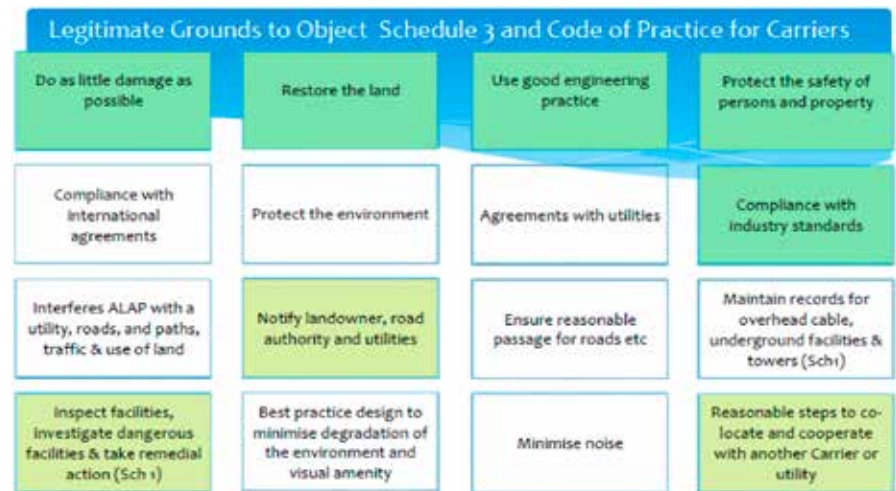 Legitimate Grounds to Object Schedule 3 and Code of Practice for Carriers
Do as little damage as
possible
Restore the land
Use good engineering
practice
Protect the safety of
persons and property
Compliance with
international
agreements
Protect the environment
Agreements with utilities
Compliance with
industry standards
Interferes ALAP with a
utility, roads, and paths,
traffic & use of land
Notify landowner, road
authority and utilities
Ensure reasonable
passage for roads etc
Maintain records for
overhead cable,
underground facilities &
towers (Sch1)
Inspect facilities,
investigate dangerous
facilities & take remedial
action (Sch 1)
Best practice design to
minimise degradation of
the environment and
visual amenity
Minimise noise
Reasonable steps to co-
locate and cooperate
with another Carrier or
utility